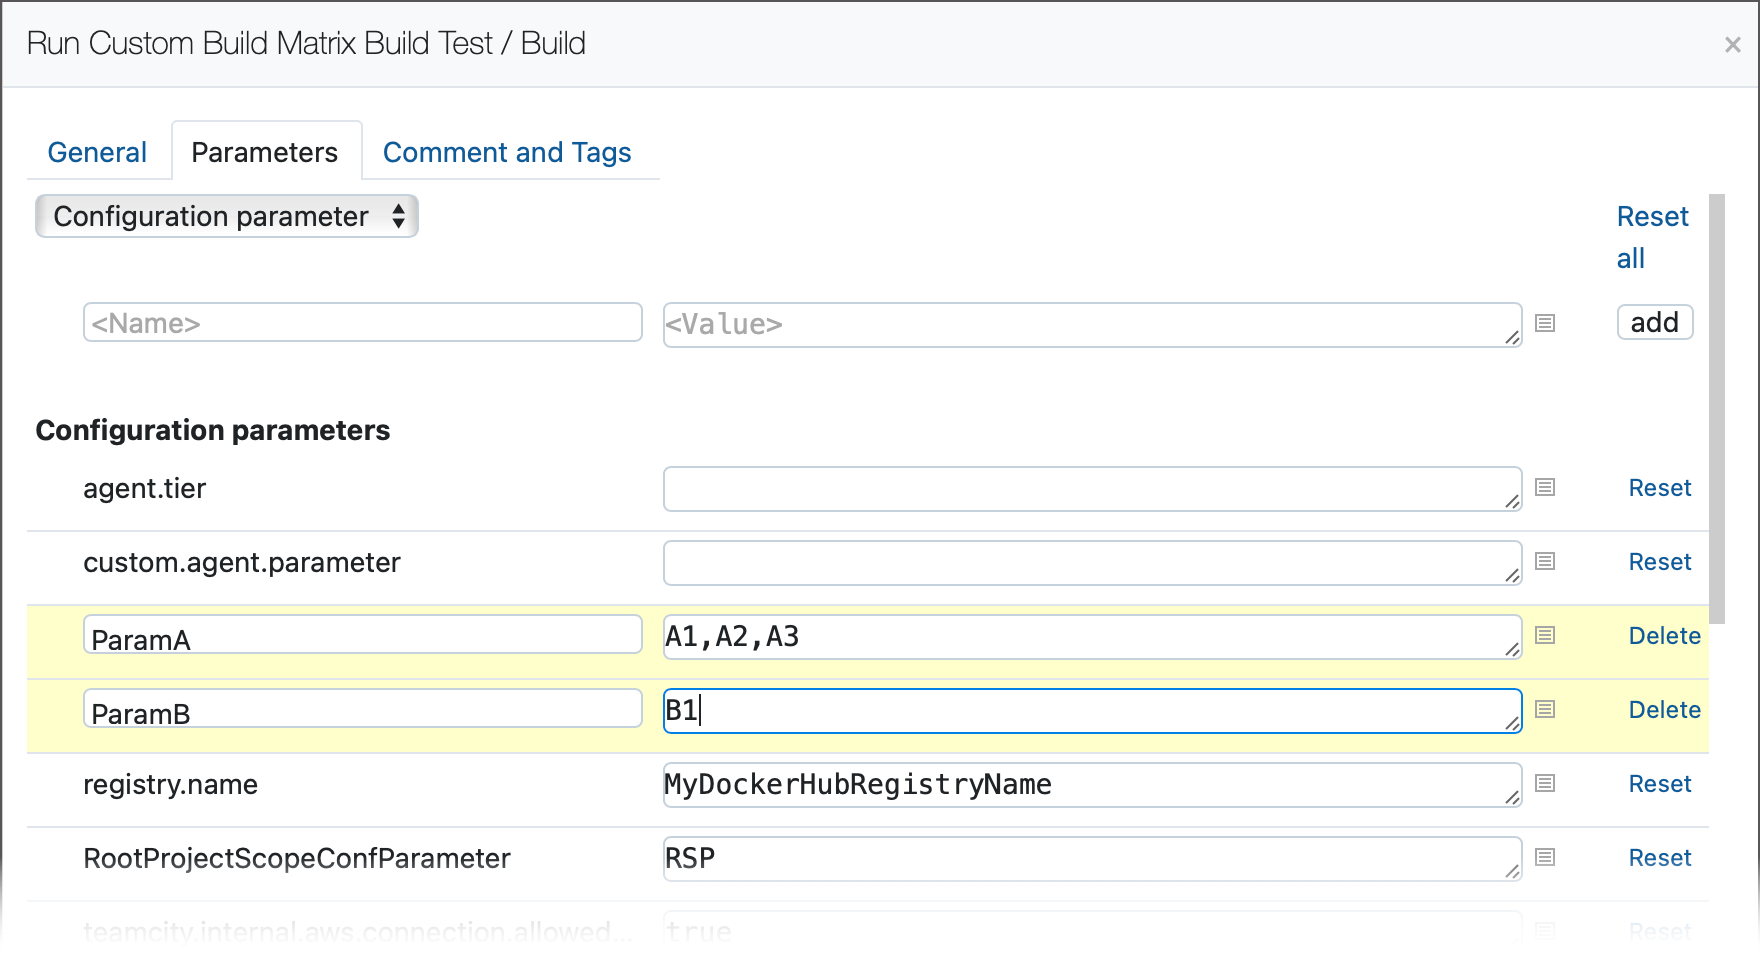 Run Custom Build Matrix Build Test / Build
×
General Parameters Comment and Tags
Configuration parameter
Reset
all
<Name> <Value> add
Configuration parameters
agent.tier Reset
custom.agent.parameter Reset
ParamA A1,A2,A3 Delete
ParamB B1 Delete
registry.name MyDockerHubRegistryName Reset
RootProjectScopeConfParameter RSP Reset
teamcity.internal.aws.connection.allowed... true Reset